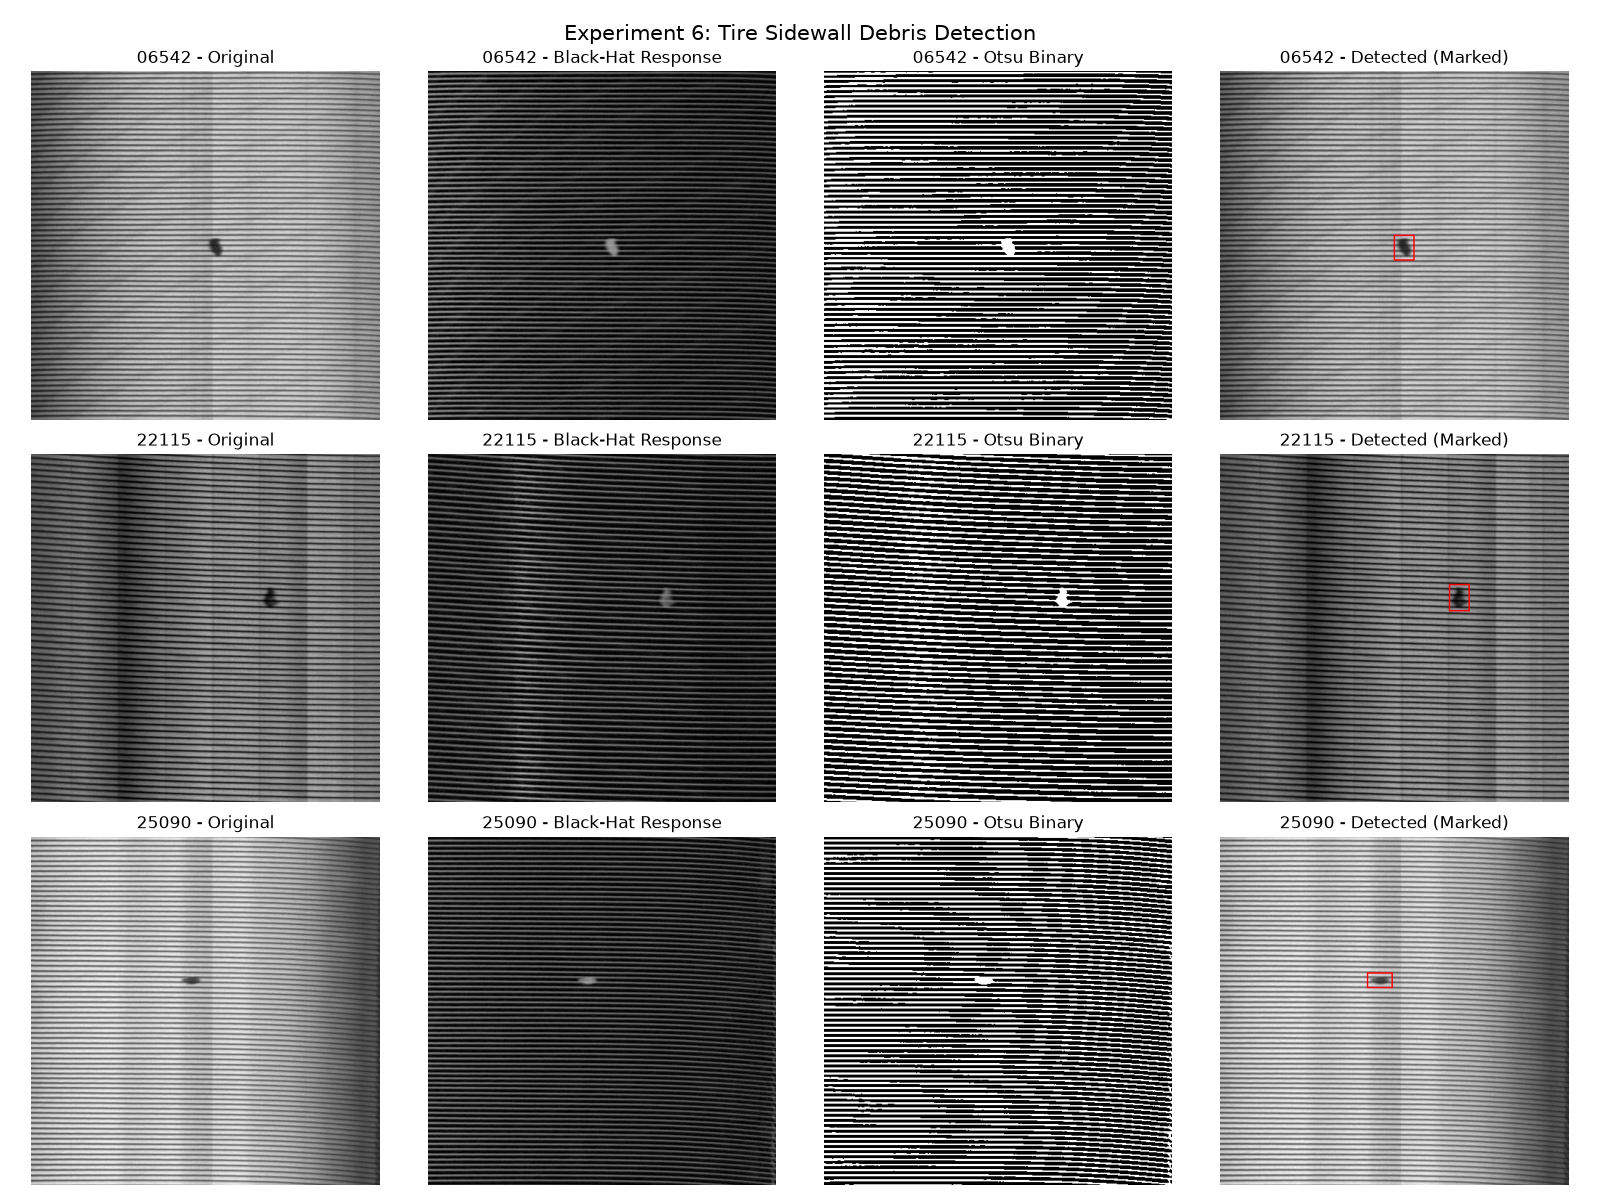 Experiment 6: Tire Sidewall Debris Detection
06542 - Original
06542 - Black-Hat Response
06542 - Otsu Binary
06542 - Detected (Marked)
22115 - Original
22115 - Black-Hat Response
22115 - Otsu Binary
22115 - Detected (Marked)
25090 - Original
25090 - Black-Hat Response
25090 - Otsu Binary
25090 - Detected (Marked)